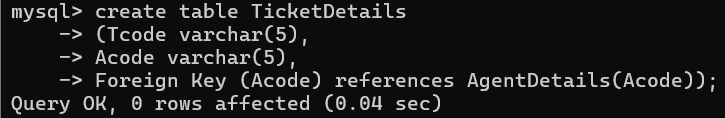 mysql> create table TicketDetails
    -> (Tcode varchar(5),
    -> Acode varchar(5),
    -> Foreign Key (Acode) references AgentDetails(Acode));
Query OK, 0 rows affected (0.04 sec)